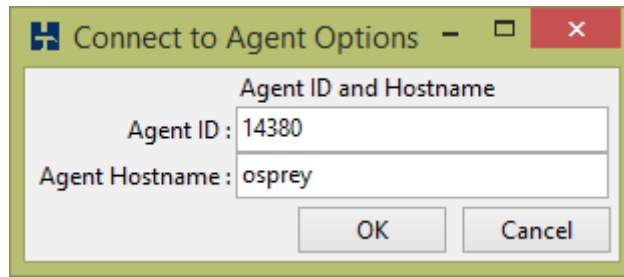 Connect to Agent Options
Agent ID and Hostname
Agent ID : 14380
Agent Hostname : osprey
OK Cancel